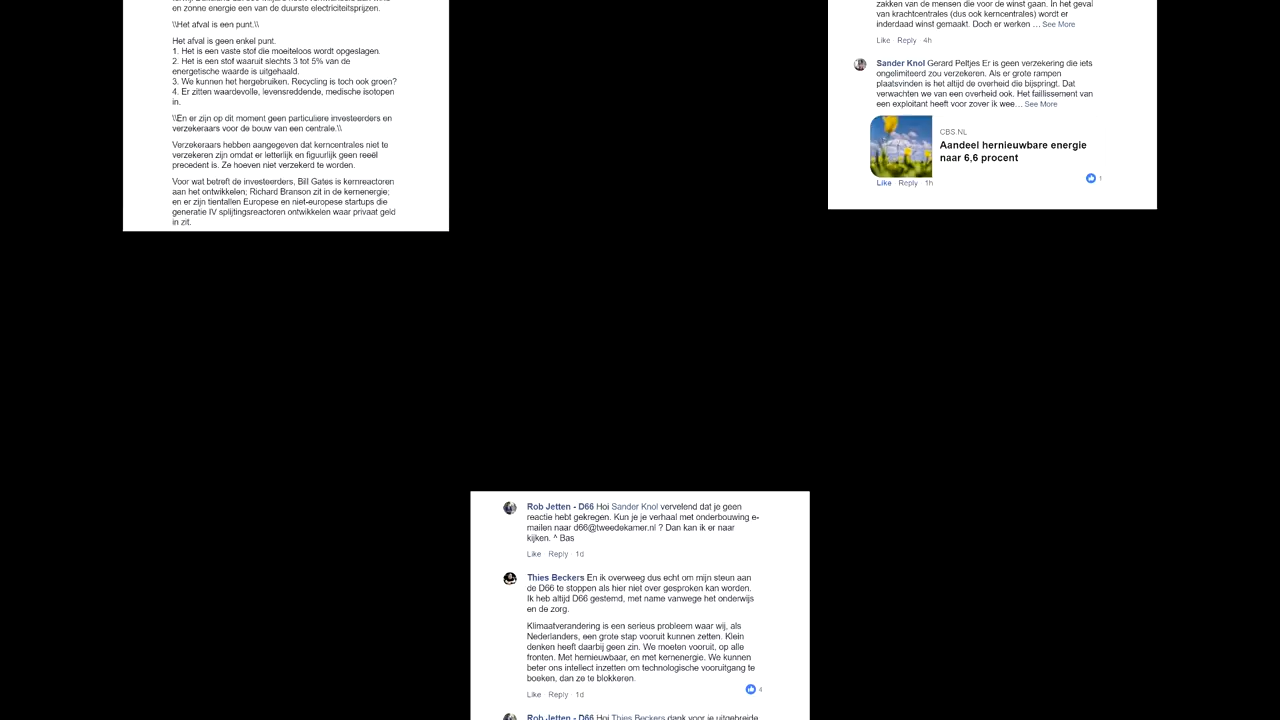 en zonne energie een van de duurste electriciteitsprijzen.
\\Het afval is een punt.\\
Het afval is geen enkel punt.
1. Het is een vaste stof die moeiteloos wordt opgeslagen.
2. Het is een stof waaruit slechts 3 tot 5% van de
energetische waarde is uitgehaald.
3. We kunnen het hergebruiken. Recycling is toch ook groen?
4. Er zitten waardevolle, levensreddende, medische isotopen
in.
\\En er zijn op dit moment geen particuliere investeerders en
verzekeraars voor de bouw van een centrale.\\
Verzekeraars hebben aangegeven dat kerncentrales niet te
verzekeren zijn omdat er letterlijk en figuurlijk geen reeël
precedent is. Ze hoeven niet verzekerd te worden.
Voor wat betreft de investeerders, Bill Gates is kernreactoren
aan het ontwikkelen; Richard Branson zit in de kernenergie;
en er zijn tientallen Europese en niet-europese startups die
generatie IV splijtingsreactoren ontwikkelen waar privaat geld
in zit.
zakken van de mensen die voor de winst gaan. In het geval
van krachtcentrales (dus ook kerncentrales) wordt er
inderdaad winst gemaakt. Doch er werken … See More
Like · Reply · 4h
Sander Knol Gerard Peltjes Er is geen verzekering die iets
ongelimiteerd zou verzekeren. Als er grote rampen
plaatsvinden is het altijd de overheid die bijspringt. Dat
verwachten we van een overheid ook. Het faillissement van
een exploitant heeft voor zover ik wee… See More
CBS.NL
Aandeel hernieuwbare energie
naar 6,6 procent
Like · Reply · 1h
1
Rob Jetten - D66 Hoi Sander Knol vervelend dat je geen
reactie hebt gekregen. Kun je je verhaal met onderbouwing e-
mailen naar d66@tweedekamer.nl ? Dan kan ik er naar
kijken. ^ Bas
Like · Reply · 1d
Thies Beckers En ik overweeg dus echt om mijn steun aan
de D66 te stoppen als hier niet over gesproken kan worden.
Ik heb altijd D66 gestemd, met name vanwege het onderwijs
en de zorg.
Klimaatverandering is een serieus probleem waar wij, als
Nederlanders, een grote stap vooruit kunnen zetten. Klein
denken heeft daarbij geen zin. We moeten vooruit, op alle
fronten. Met hernieuwbaar, en met kernenergie. We kunnen
beter ons intellect inzetten om technologische vooruitgang te
boeken, dan ze te blokkeren.
Like · Reply · 1d
4
Rob Jetten - D66 Hoi Thies Beckers dank voor je uitgebreide